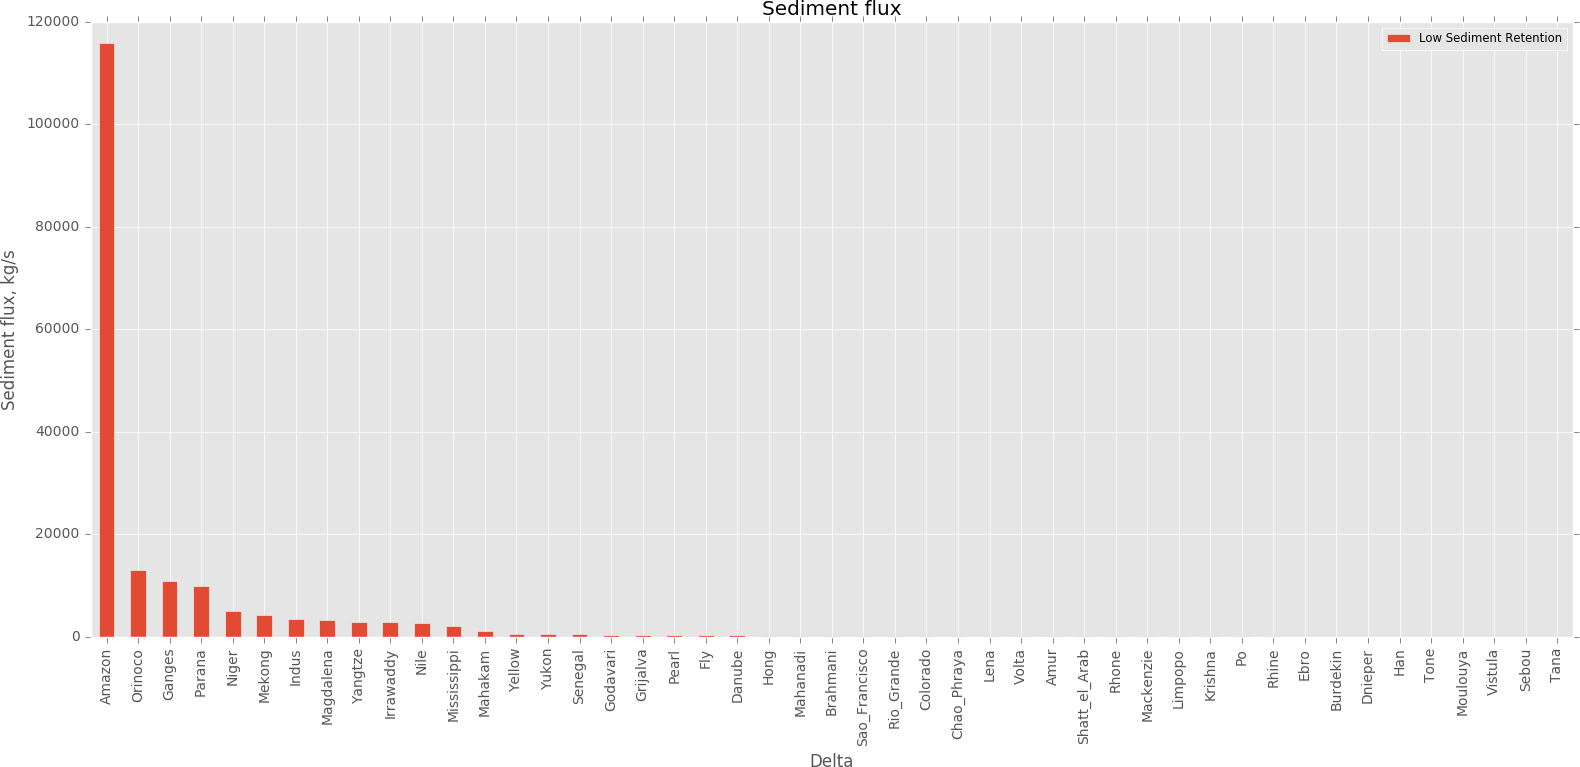 Sediment flux
Low Sediment Retention
120000
100000
80000
60000
40000
20000
0
Sediment flux, kg/s
Amazon
Orinoco
Ganges
Parana
Niger
Mekong
Indus
Magdalena
Yangtze
Irrawaddy
Nile
Mississippi
Mahakam
Yellow
Yukon
Senegal
Godavari
Grijalva
Pearl
Fly
Danube
Hong
Mahanadi
Brahmani
Sao_Francisco
Rio_Grande
Colorado
Chao_Phraya
Lena
Volta
Amur
Shatt_el_Arab
Rhone
Mackenzie
Limpopo
Krishna
Po
Rhine
Ebro
Burdekin
Dnieper
Han
Tone
Moulouya
Vistula
Sebou
Tana
Delta